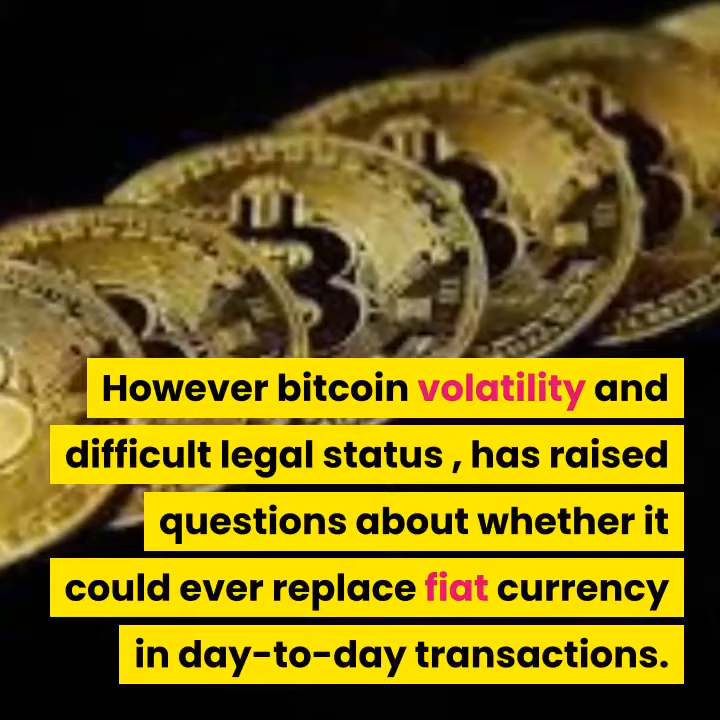 However bitcoin volatility and
difficult legal status , has raised
questions about whether it
could ever replace fiat currency
in day-to-day transactions.